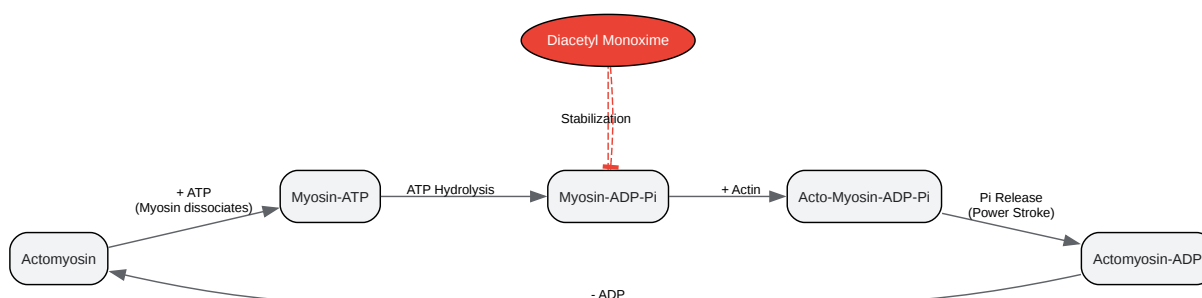 Diacetyl Monoxime
Stabilization
+ ATP
(Myosin dissociates)
Myosin-ATP
ATP Hydrolysis
Myosin-ADP-Pi
+ Actin
Acto-Myosin-ADP-Pi
Pi Release
(Power Stroke)
Actomyosin
Actomyosin-ADP
- ADP